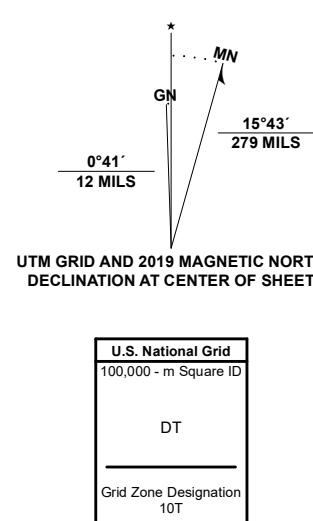 ★
MN
GN
15°43´
279 MILS
0°41´
12 MILS
UTM GRID AND 2019 MAGNETIC NORT
DECLINATION AT CENTER OF SHEET
U.S. National Grid
100,000 - m Square ID
DT
Grid Zone Designation
10T